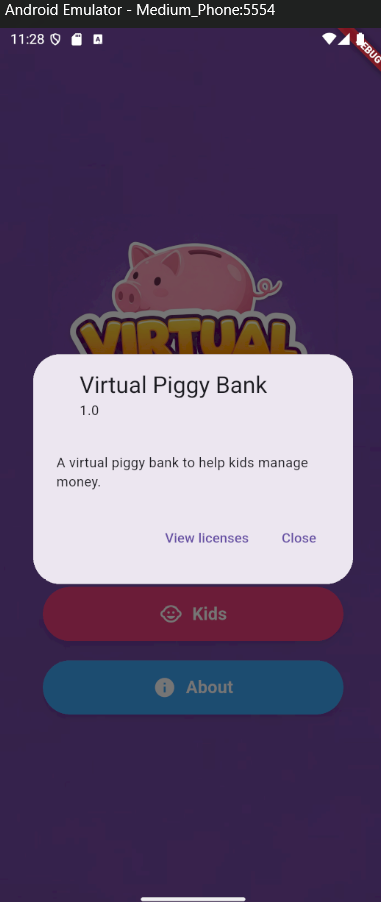 Android Emulator - Medium_Phone:5554
11:28
A
DEBUG
VIRTUAL
Virtual Piggy Bank
1.0
A virtual piggy bank to help kids manage
money.
View licenses
Close
Kids
About